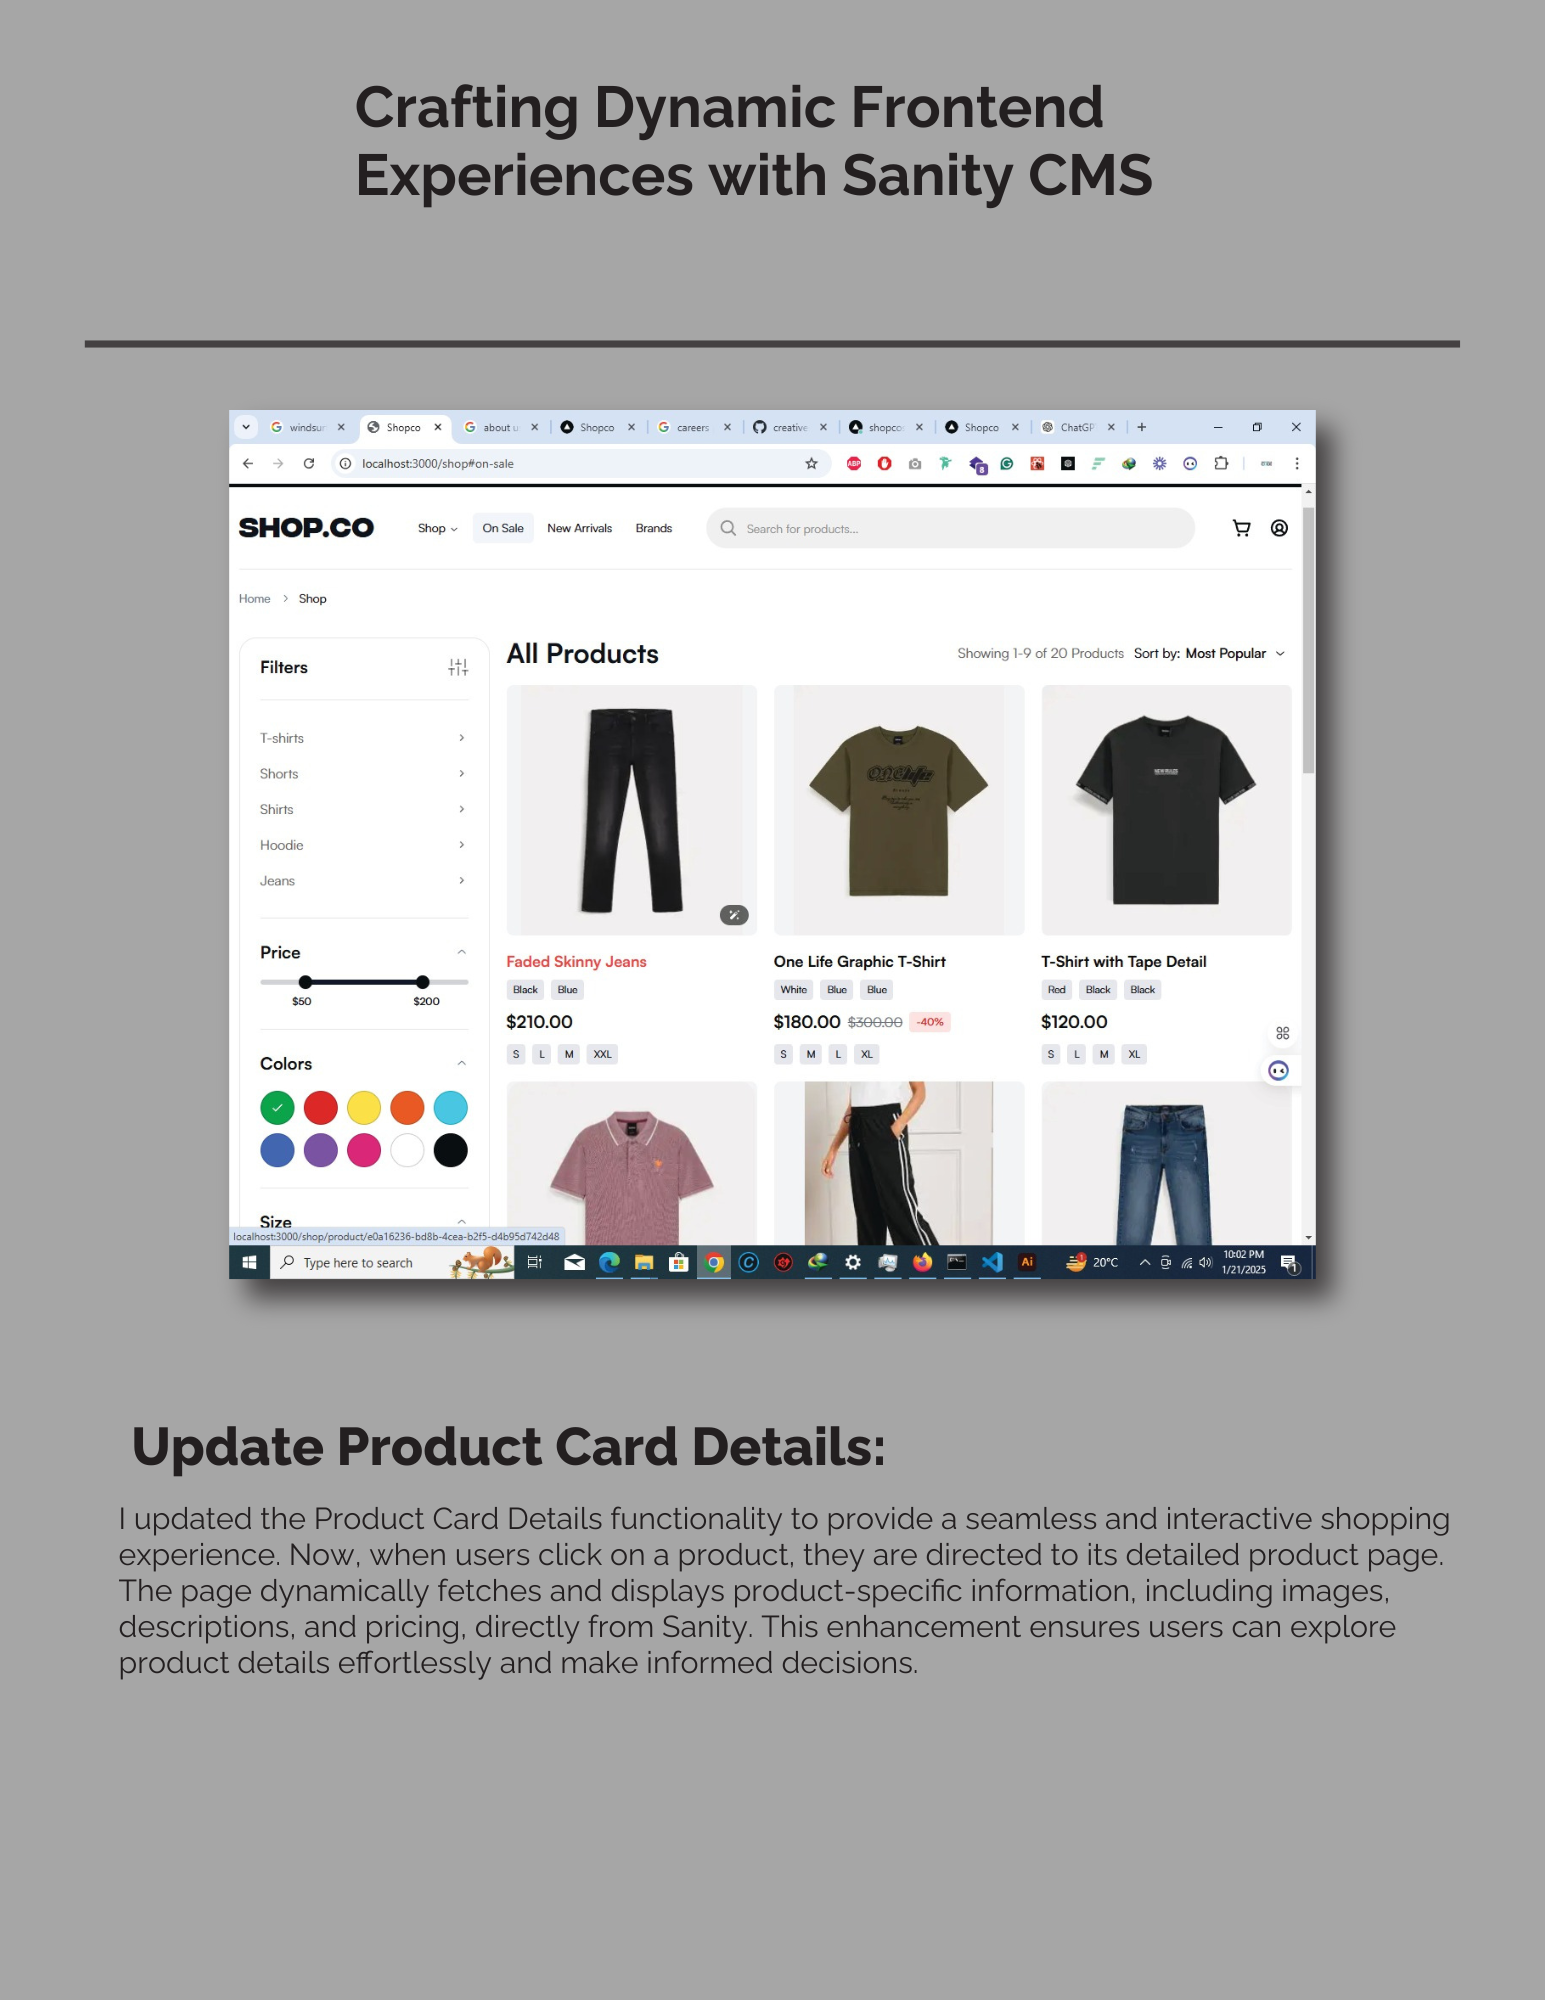 Crafting Dynamic Frontend
Experiences with Sanity CMS
windsur
Shopco
about u
Shopco
careers
creative
shopco
Shopco
ChatGP
localhost:3000/shop#on-sale
ABP
8
SHOP.CO
Shop
On Sale
New Arrivals
Brands
Search for products...
Home > Shop
Filters
T-shirts
Shorts
Shirts
Hoodie
Jeans
Price
$50 $200
Colors
Size
All Products
Showing 1-9 of 20 Products Sort by: Most Popular
Faded Skinny Jeans
Black Blue
$210.00
S L M XXL
onelife
One Life Graphic T-Shirt
White Blue Blue
$180.00 $300.00 -40%
S M L XL
NEW RULES
T-Shirt with Tape Detail
Red Black Black
$120.00
S L M XL
localhost:3000/shop/product/e0a16236-bd8b-4cea-b2f5-d4b95d742d48
Type here to search
Ai
1
20°C
10:02 PM
1/21/2025
1
Update Product Card Details:
I updated the Product Card Details functionality to provide a seamless and interactive shopping
experience. Now, when users click on a product, they are directed to its detailed product page.
The page dynamically fetches and displays product-specific information, including images,
descriptions, and pricing, directly from Sanity. This enhancement ensures users can explore
product details effortlessly and make informed decisions.